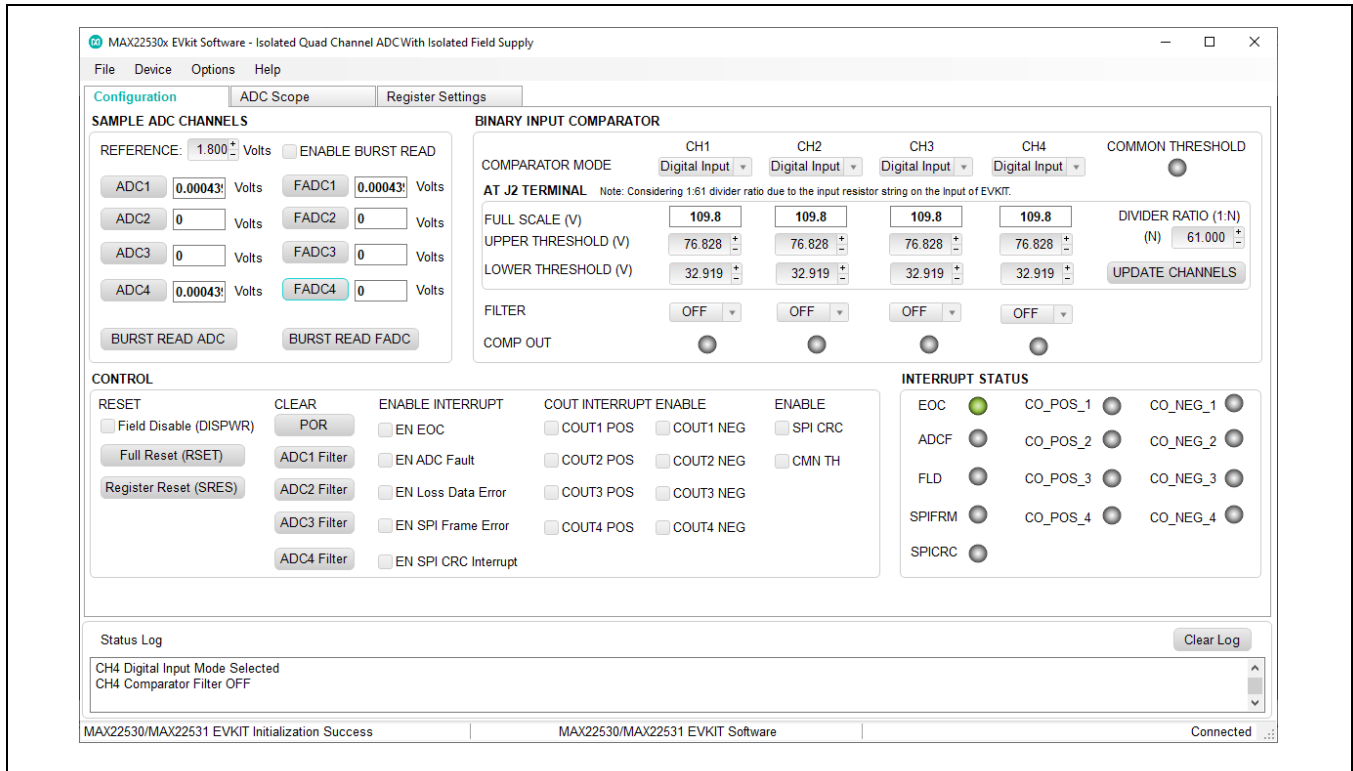 MAX22530x EVkit Software - Isolated Quad Channel ADCWith Isolated Field Supply
File Device Options Help
Configuration ADC Scope Register Settings
SAMPLE ADC CHANNELS
REFERENCE: 1.800 Volts ENABLE BURST READ
ADC1 0.00043 Volts FADC1 0.00043 Volts
ADC2 0 Volts FADC2 0 Volts
ADC3 0 Volts FADC3 0 Volts
ADC4 0.00043 Volts FADC4 0 Volts
BURST READ ADC BURST READ FADC
BINARY INPUT COMPARATOR
CH1 CH2 CH3 CH4 COMMON THRESHOLD
COMPARATOR MODE Digital Input Digital Input Digital Input Digital Input
AT J2 TERMINAL Note: Considering 1:61 divider ratio due to the input resistor string on the Input of EVKIT.
FULL SCALE (V) 109.8 109.8 109.8 109.8 DIVIDER RATIO (1:N)
UPPER THRESHOLD (V) 76.828 76.828 76.828 76.828 (N) 61.000
LOWER THRESHOLD (V) 32.919 32.919 32.919 32.919 UPDATE CHANNELS
FILTER OFF OFF OFF OFF
COMP OUT
CONTROL
RESET CLEAR ENABLE INTERRUPT COUT INTERRUPT ENABLE ENABLE
Field Disable (DISPWR) POR EN EOC COUT1 POS COUT1 NEG SPI CRC
Full Reset (RSET) ADC1 Filter EN ADC Fault COUT2 POS COUT2 NEG CMN TH
Register Reset (SRES) ADC2 Filter EN Loss Data Error COUT3 POS COUT3 NEG
ADC3 Filter EN SPI Frame Error COUT4 POS COUT4 NEG
ADC4 Filter EN SPI CRC Interrupt
INTERRUPT STATUS
EOC CO_POS_1 CO_NEG_1
ADCF CO_POS_2 CO_NEG_2
FLD CO_POS_3 CO_NEG_3
SPIFRM CO_POS_4 CO_NEG_4
SPICRC
Status Log Clear Log
CH4 Digital Input Mode Selected
CH4 Comparator Filter OFF
MAX22530/MAX22531 EVKIT Initialization Success MAX22530/MAX22531 EVKIT Software Connected